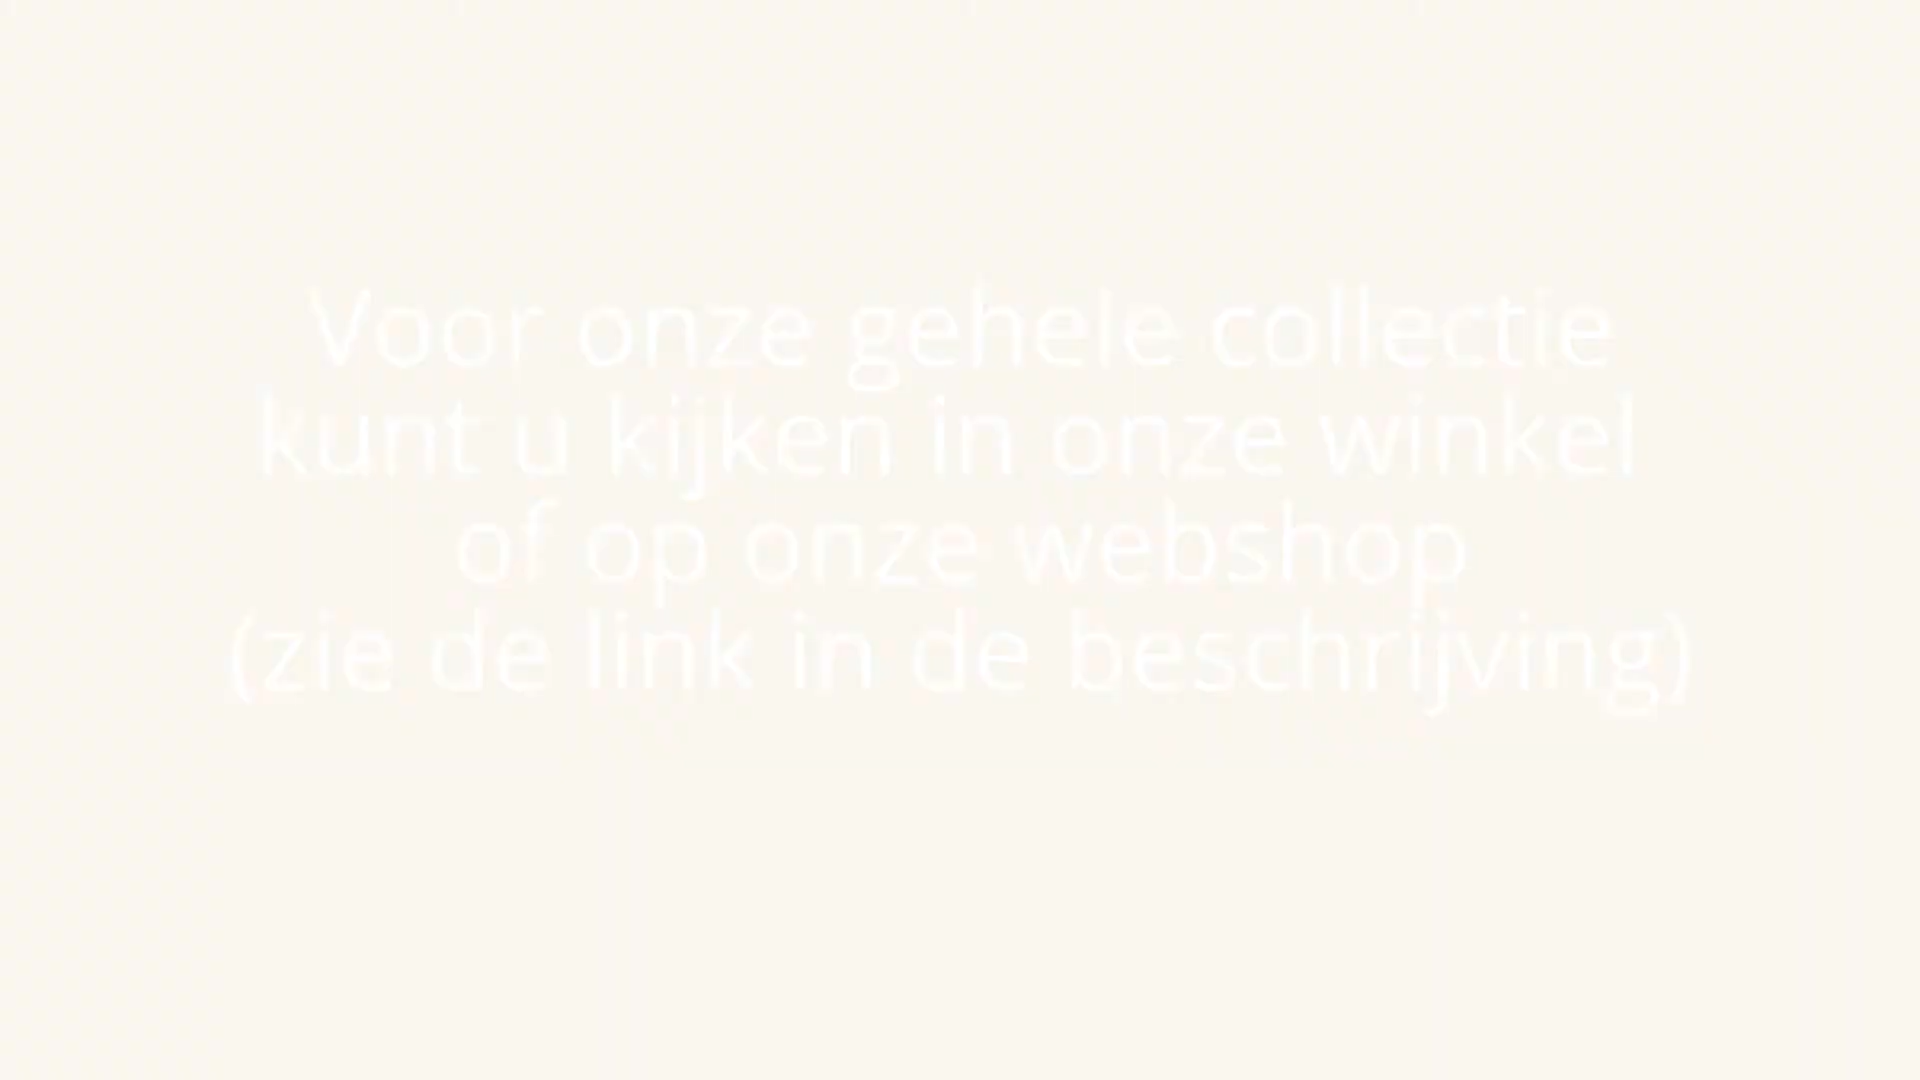 Voor onze gehele collectie
kunt u kijken in onze winkel
of op onze webshop
(zie de link in de beschrijving)